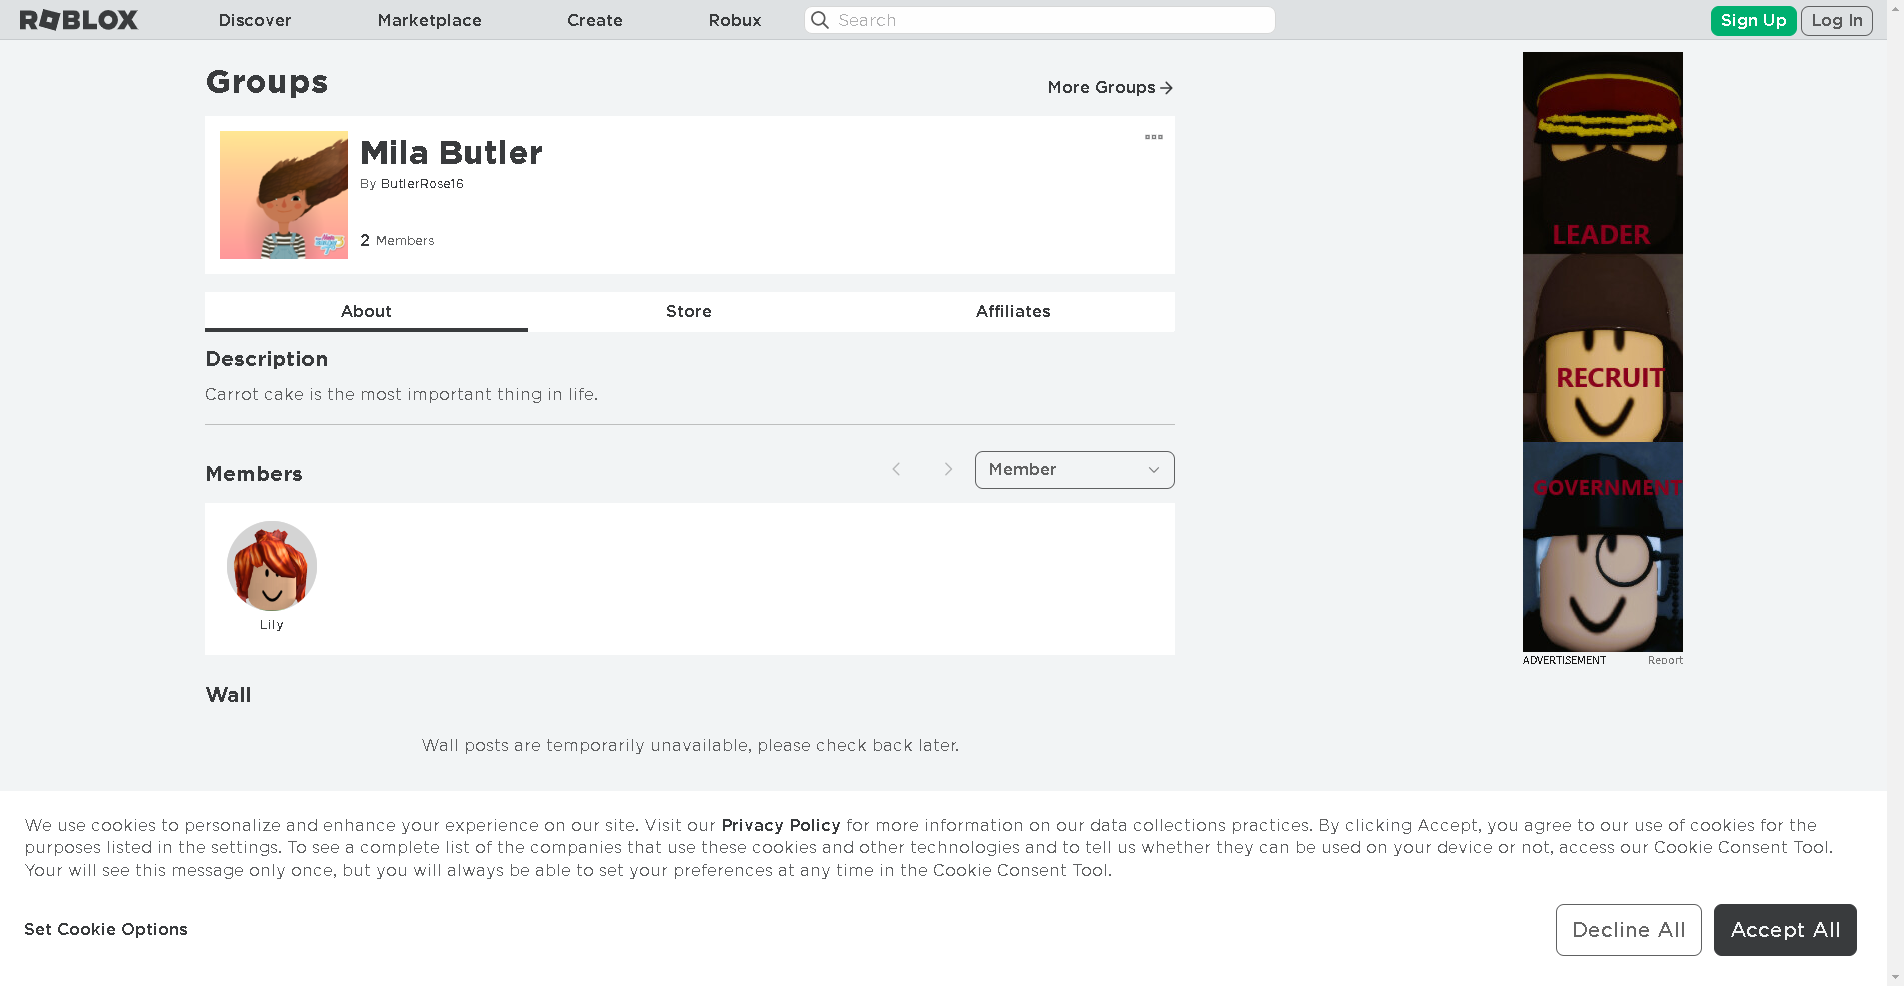 ROBLOX Discover Marketplace Create Robux Search Sign Up Log In
Groups
More Groups
Mila Butler
By ButlerRose16
2 Members
About Store Affiliates
Description
Carrot cake is the most important thing in life.
Members
Member
Lily
Wall
Wall posts are temporarily unavailable, please check back later.
LEADER
RECRUIT
GOVERNMENT
ADVERTISEMENT Report
We use cookies to personalize and enhance your experience on our site. Visit our Privacy Policy for more information on our data collections practices. By clicking Accept, you agree to our use of cookies for the
purposes listed in the settings. To see a complete list of the companies that use these cookies and other technologies and to tell us whether they can be used on your device or not, access our Cookie Consent Tool.
Your will see this message only once, but you will always be able to set your preferences at any time in the Cookie Consent Tool.
Set Cookie Options
Decline All Accept All